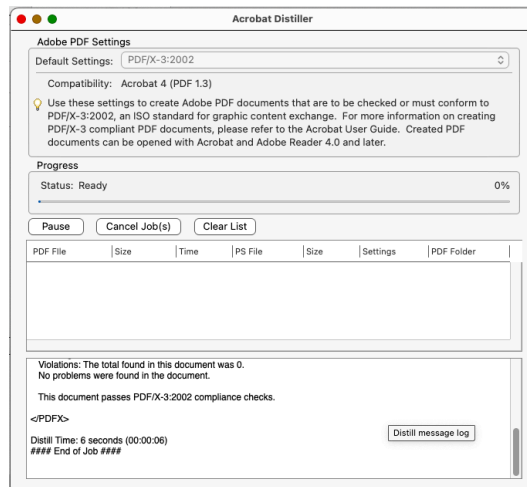 Acrobat Distiller
Adobe PDF Settings
Default Settings: PDF/X-3:2002
Compatibility: Acrobat 4 (PDF 1.3)
Use these settings to create Adobe PDF documents that are to be checked or must conform to
PDF/X-3:2002, an ISO standard for graphic content exchange. For more information on creating
PDF/X-3 compliant PDF documents, please refer to the Acrobat User Guide. Created PDF
documents can be opened with Acrobat and Adobe Reader 4.0 and later.
Progress
Status: Ready 0%
Pause Cancel Job(s) Clear List
PDF FIle Size Time PS File Size Settings PDF Folder
Violations: The total found in this document was 0.
No problems were found in the document.
This document passes PDF/X-3:2002 compliance checks.
</PDFX>
Distill message log
Distill Time: 6 seconds (00:00:06)
#### End of Job ####